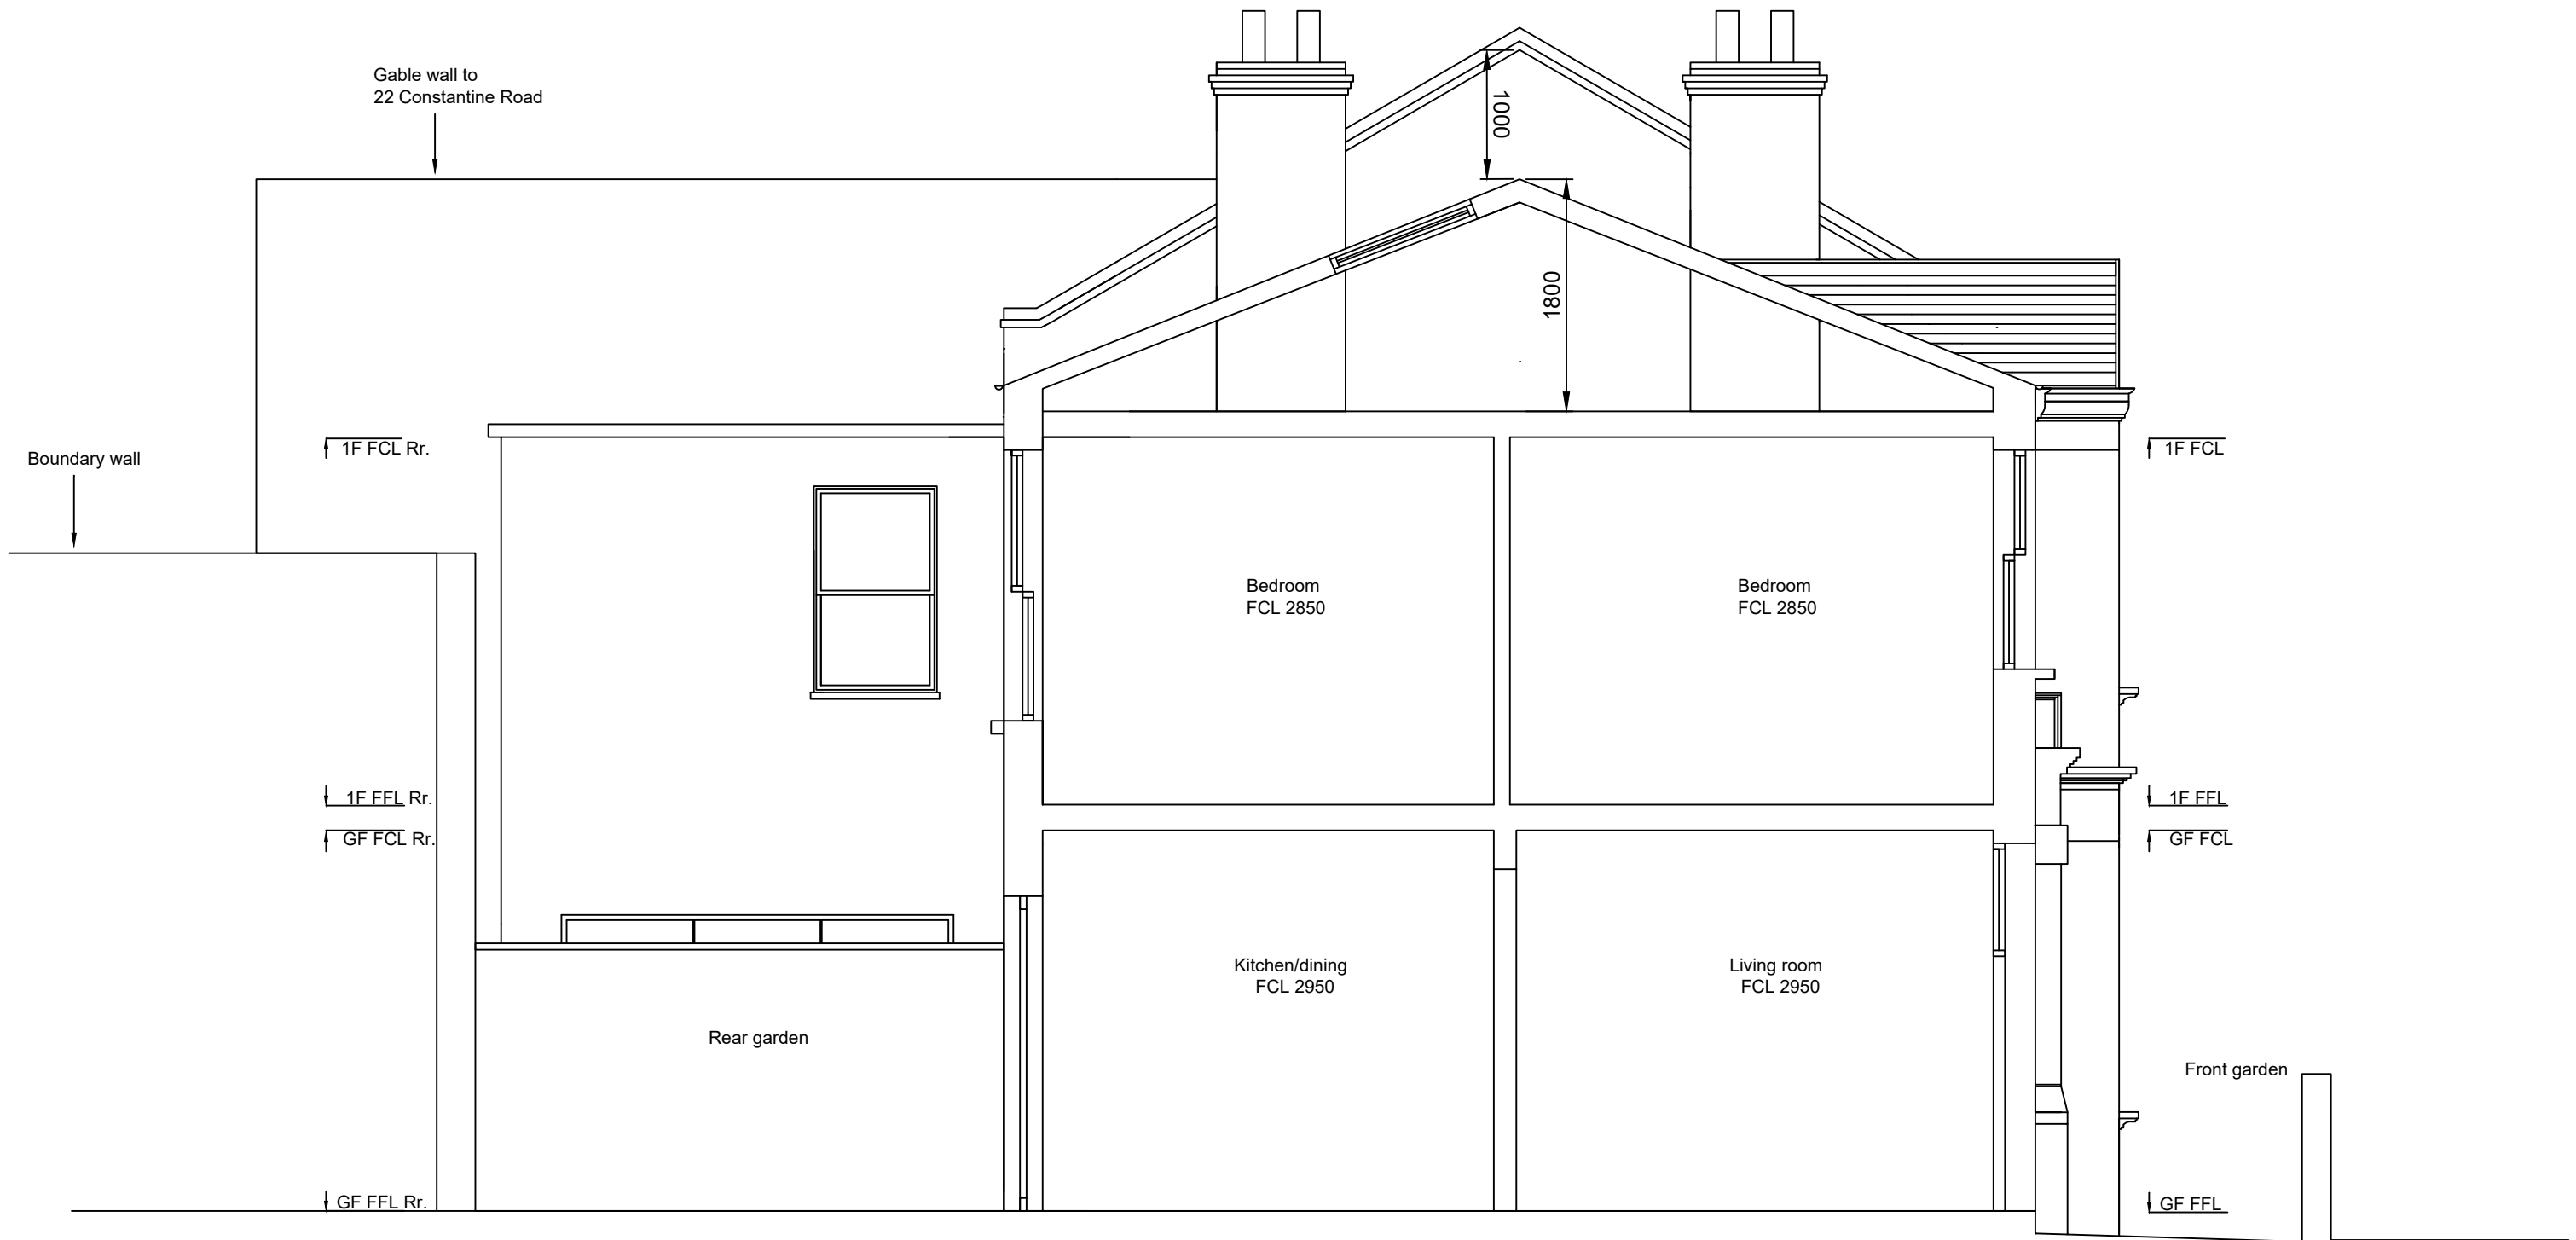 Gable wall to
22 Constantine Road
1000
1800
1F FCL Rr.
1F FCL
Boundary wall
Bedroom
FCL 2850
Bedroom
FCL 2850
1F FFL Rr.
1F FFL
GF FCL Rr.
GF FCL
Kitchen/dining
FCL 2950
Living room
FCL 2950
Rear garden
Front garden
GF FFL Rr.
GF FFL